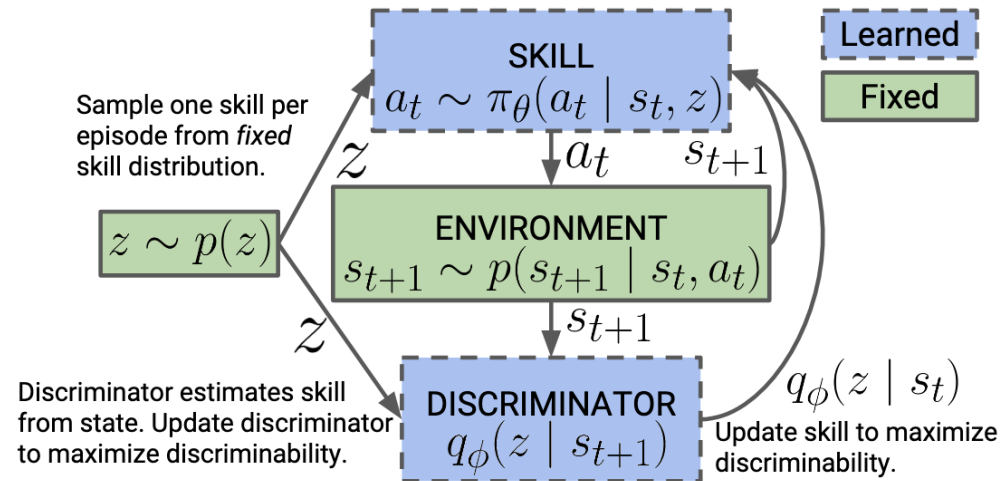 SKILL
a_t ∼ π_θ(a_t | s_t, z)
Learned
Fixed
Sample one skill per
episode from fixed
skill distribution.
z
a_t
s_{t+1}
z ∼ p(z)
ENVIRONMENT
s_{t+1} ∼ p(s_{t+1} | s_t, a_t)
z
s_{t+1}
Discriminator estimates skill
from state. Update discriminator
to maximize discriminability.
DISCRIMINATOR
q_ϕ(z | s_{t+1})
q_ϕ(z | s_t)
Update skill to maximize
discriminability.